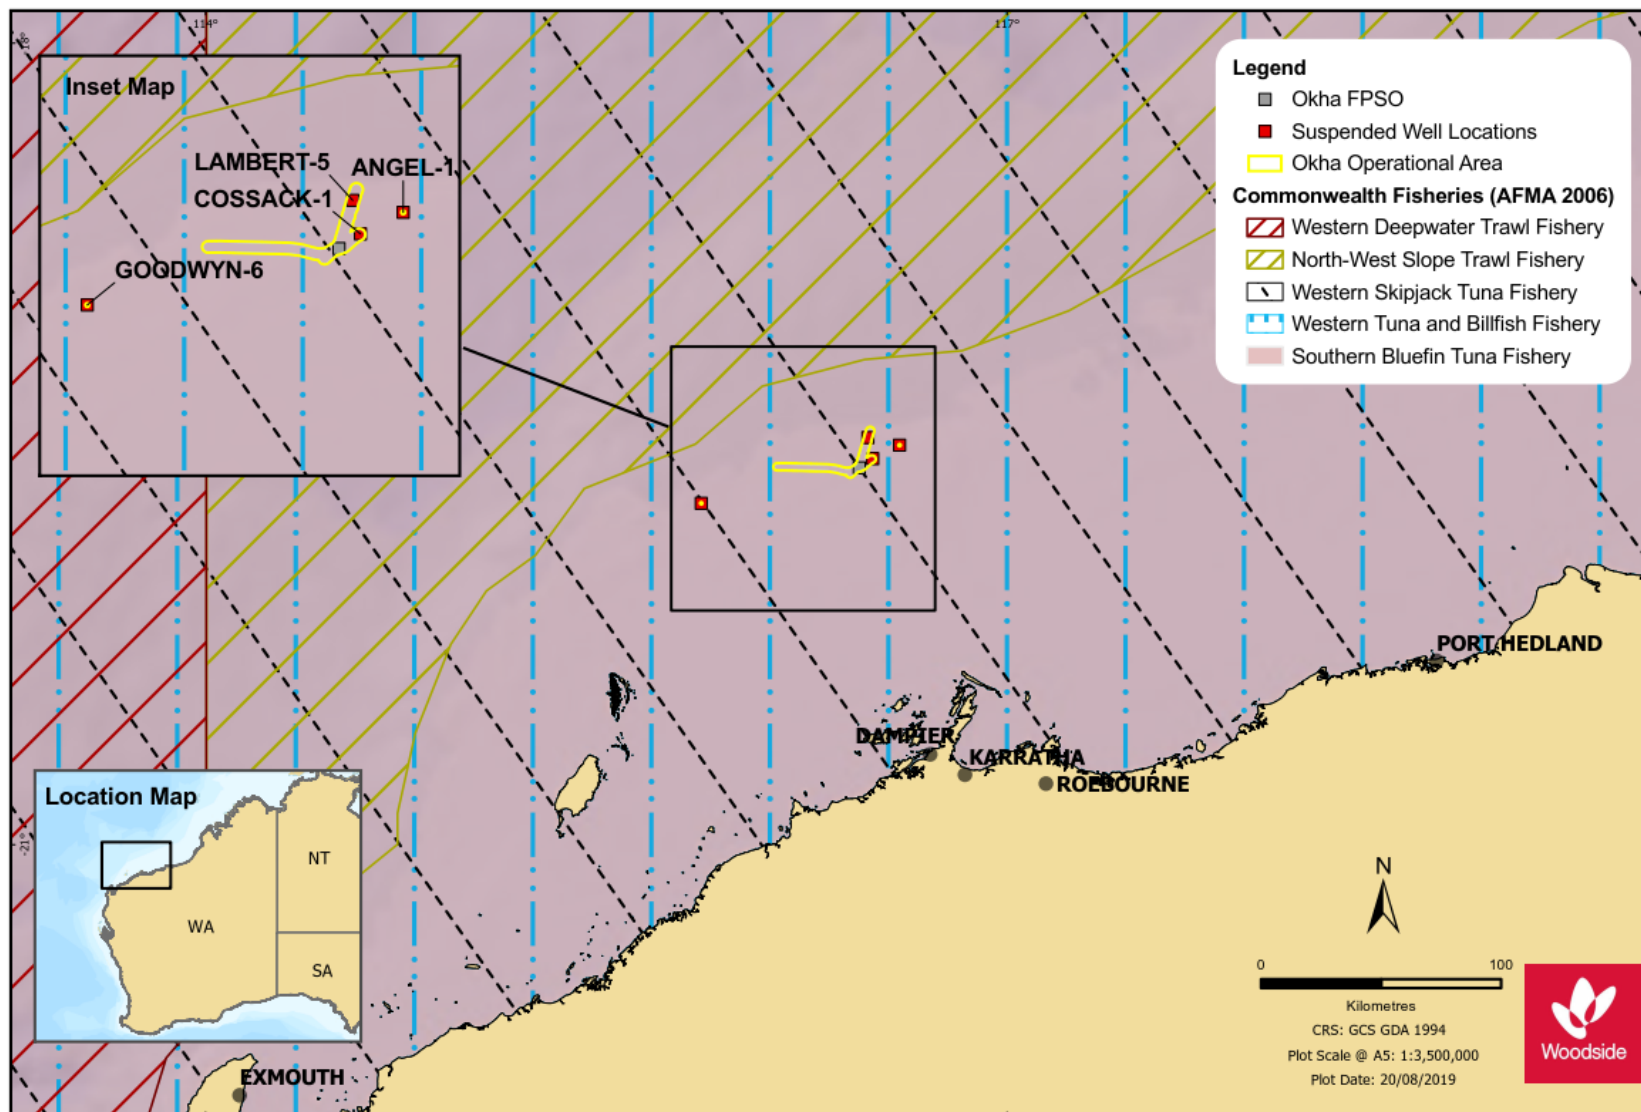 114°
117°
18°
Inset Map
LAMBERT-5
ANGEL-1
COSSACK-1
GOODWYN-6
Legend
Okha FPSO
Suspended Well Locations
Okha Operational Area
Commonwealth Fisheries (AFMA 2006)
Western Deepwater Trawl Fishery
North-West Slope Trawl Fishery
Western Skipjack Tuna Fishery
Western Tuna and Billfish Fishery
Southern Bluefin Tuna Fishery
PORT HEDLAND
DAMPIER
KARRATHA
ROEBOURNE
-21°
Location Map
NT
WA
SA
EXMOUTH
N
0 100
Kilometres
CRS: GCS GDA 1994
Plot Scale @ A5: 1:3,500,000
Plot Date: 20/08/2019
Woodside